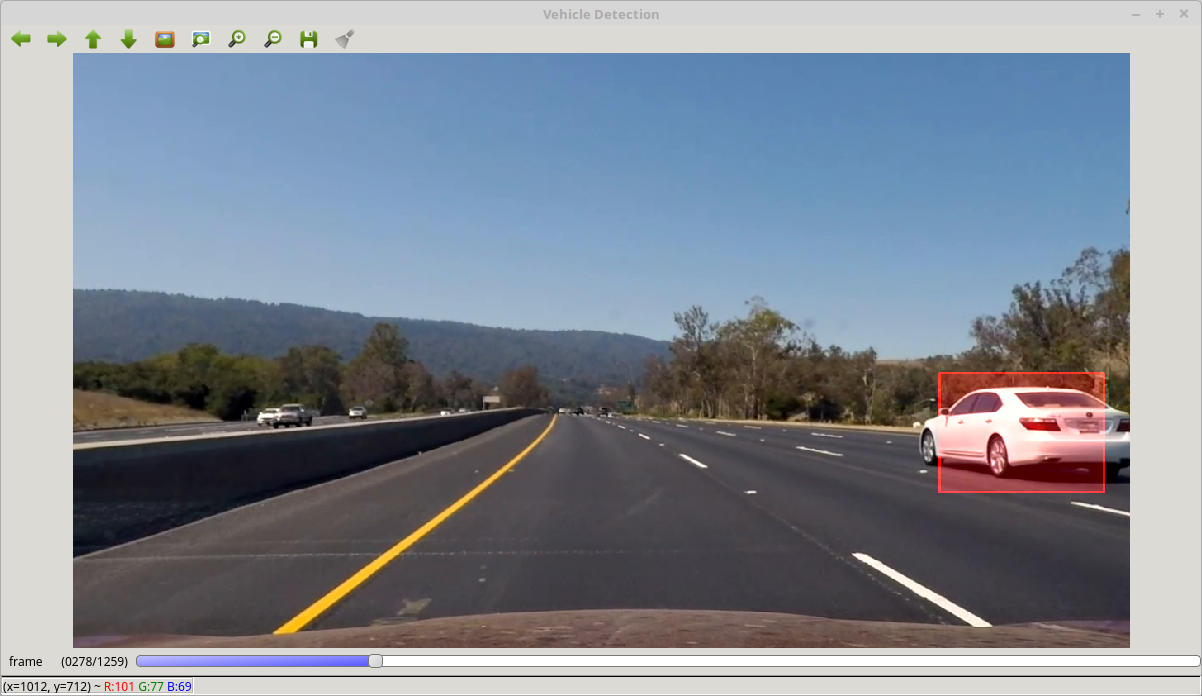 Vehicle Detection
frame (0278/1259)
(x=1012, y=712) ~ R:101 G:77 B:69